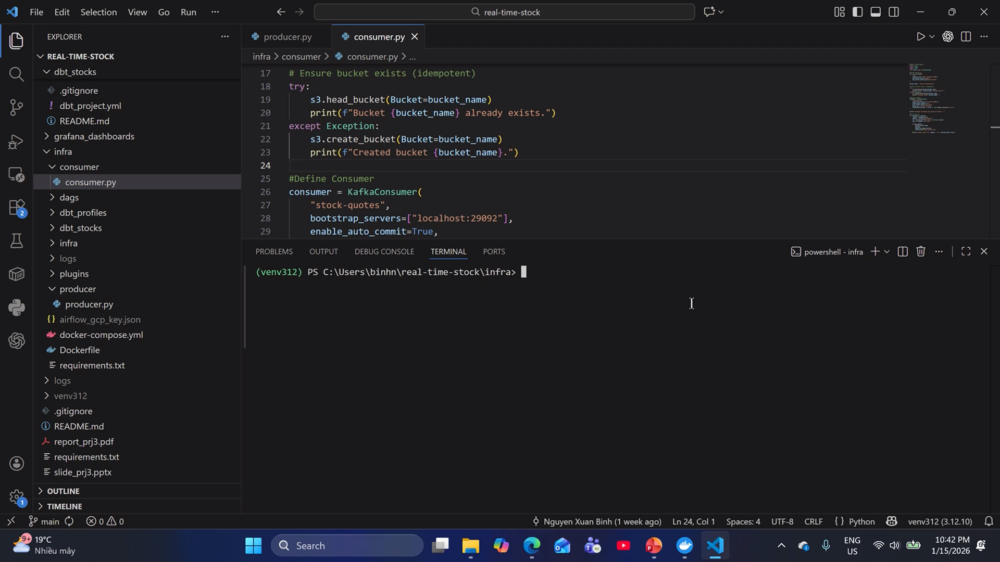 File Edit Selection View Go Run ···
real-time-stock
EXPLORER
REAL-TIME-STOCK
dbt_stocks
.gitignore
dbt_project.yml
README.md
grafana_dashboards
infra
consumer
consumer.py
dags
dbt_profiles
dbt_stocks
infra
logs
plugins
producer
producer.py
airflow_gcp_key.json
docker-compose.yml
Dockerfile
requirements.txt
logs
venv312
.gitignore
README.md
report_prj3.pdf
requirements.txt
slide_prj3.pptx
OUTLINE
TIMELINE
2
1
producer.py consumer.py
infra > consumer > consumer.py > ...
17 # Ensure bucket exists (idempotent)
18 try:
19 s3.head_bucket(Bucket=bucket_name)
20 print(f"Bucket {bucket_name} already exists.")
21 except Exception:
22 s3.create_bucket(Bucket=bucket_name)
23 print(f"Created bucket {bucket_name}.")
24
25 #Define Consumer
26 consumer = KafkaConsumer(
27 "stock-quotes",
28 bootstrap_servers=["localhost:29092"],
29 enable_auto_commit=True,
PROBLEMS OUTPUT DEBUG CONSOLE TERMINAL PORTS
powershell - infra
(venv312) PS C:\Users\binhn\real-time-stock\infra>
main 0 0
Nguyen Xuan Binh (1 week ago) Ln 24, Col 1 Spaces: 4 UTF-8 CRLF {} Python venv312 (3.12.10)
9+
19°C
Nhiều mây
Search
ENG
US
10:42 PM
1/15/2026